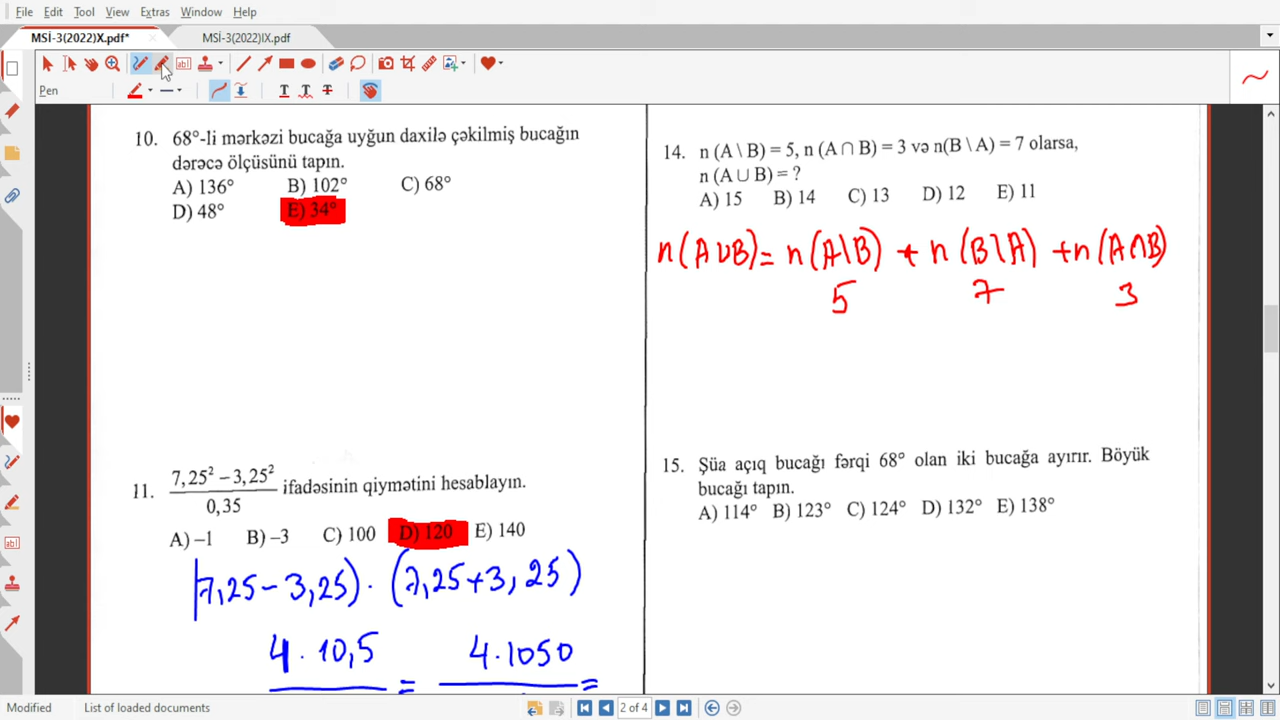 File Edit Tool View Extras Window Help
MSİ-3(2022)X.pdf* MSİ-3(2022)IX.pdf
Pen
10. 68°-li mərkəzi bucağa uyğun daxilə çəkilmiş bucağın
dərəcə ölçüsünü tapın.
A) 136° B) 102° C) 68°
D) 48° E) 34°
11. 7,25² – 3,25² / 0,35 ifadəsinin qiymətini hesablayın.
A) –1 B) –3 C) 100 D) 120 E) 140
(7,25 – 3,25) · (7,25 + 3,25)
4 · 10,5 = 4 · 1050 =
14. n (A \ B) = 5, n (A ∩ B) = 3 və n(B \ A) = 7 olarsa,
n (A ∪ B) = ?
A) 15 B) 14 C) 13 D) 12 E) 11
n (A ∪ B) = n (A \ B) + n (B \ A) + n (A ∩ B)
5 7 3
15. Şüa açıq bucağı fərqi 68° olan iki bucağa ayırır. Böyük
bucağı tapın.
A) 114° B) 123° C) 124° D) 132° E) 138°
Modified List of loaded documents 2 of 4